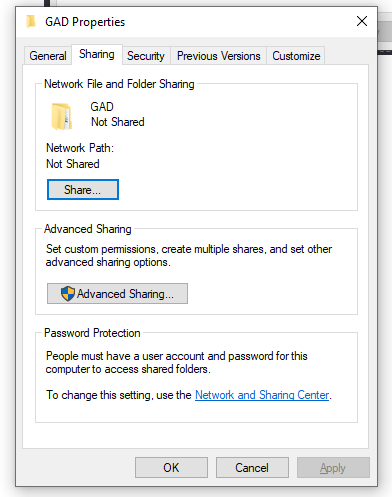 GAD Properties
General Sharing Security Previous Versions Customize
Network File and Folder Sharing
GAD
Not Shared
Network Path:
Not Shared
Share...
Advanced Sharing
Set custom permissions, create multiple shares, and set other
advanced sharing options.
Advanced Sharing...
Password Protection
People must have a user account and password for this
computer to access shared folders.
To change this setting, use the Network and Sharing Center.
OK Cancel Apply